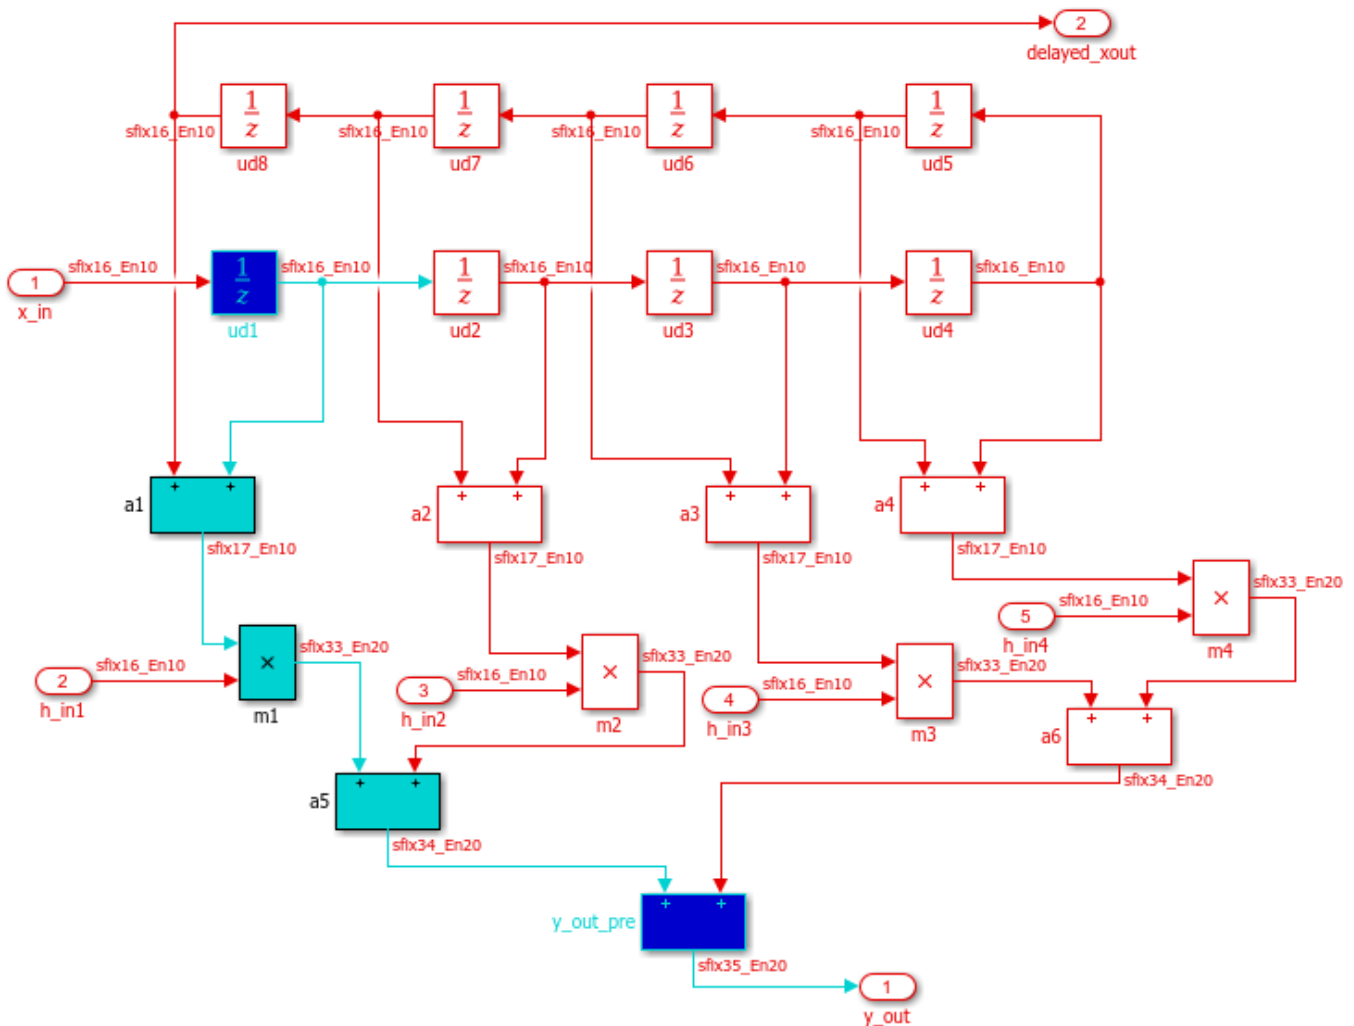 2
delayed_xout
1
z
1
z
1
z
1
z
sfix16_En10
sfix16_En10
sfix16_En10
sfix16_En10
ud8
ud7
ud6
ud5
sfix16_En10
sfix16_En10
sfix16_En10
sfix16_En10
sfix16_En10
1
1
z
1
z
1
z
1
z
x_in
ud1
ud2
ud3
ud4
+ +
+ +
+ +
+ +
a1
a2
a3
a4
sfix17_En10
sfix17_En10
sfix17_En10
sfix17_En10
sfix33_En20
sfix16_En10
5
×
h_in4
m4
sfix33_En20
sfix16_En10
2
×
h_in1
m1
sfix33_En20
sfix16_En10
3
×
h_in2
m2
sfix33_En20
sfix16_En10
4
×
h_in3
m3
+ +
a6
sfix34_En20
+ +
a5
sfix34_En20
+ +
y_out_pre
sfix35_En20
1
y_out